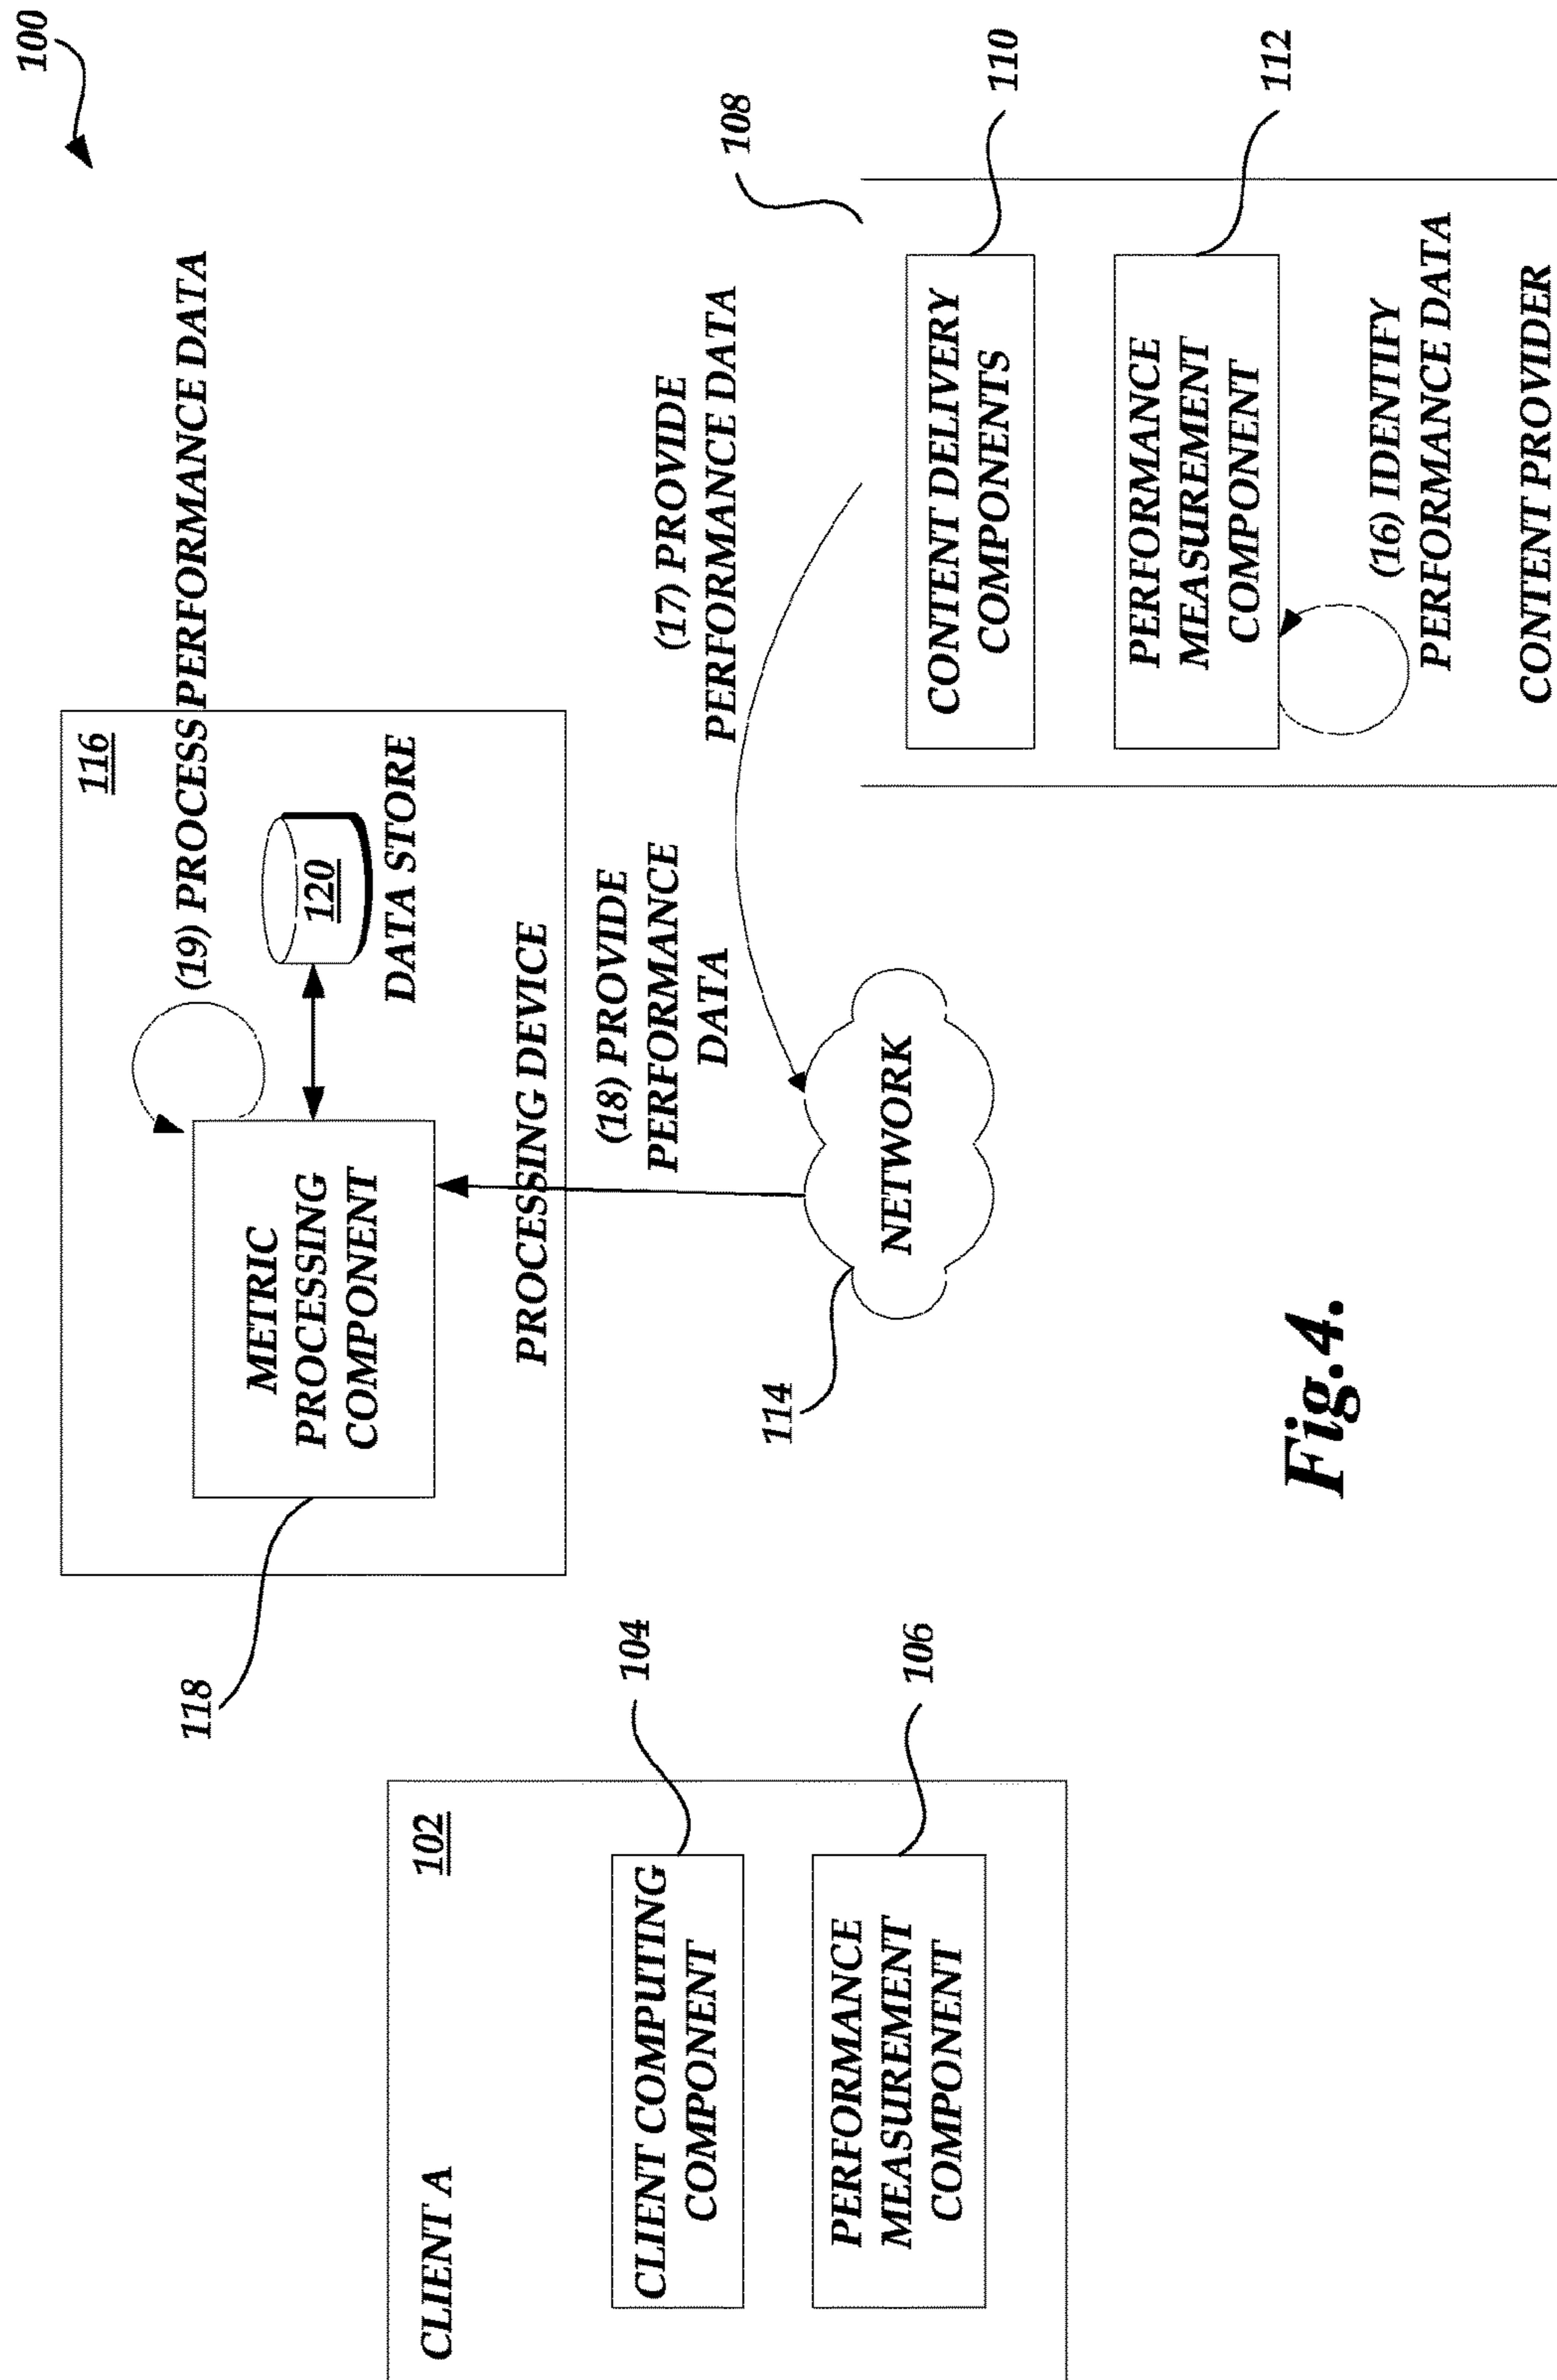 100
116
(19) PROCESS PERFORMANCE DATA
METRIC
PROCESSING
COMPONENT
120
DATA STORE
PROCESSING DEVICE
118
(18) PROVIDE
PERFORMANCE
DATA
(17) PROVIDE
PERFORMANCE DATA
CLIENT A
102
CLIENT COMPUTING
COMPONENT
104
PERFORMANCE
MEASUREMENT
COMPONENT
106
114
NETWORK
108
CONTENT DELIVERY
COMPONENTS
110
PERFORMANCE
MEASUREMENT
COMPONENT
112
(16) IDENTIFY
PERFORMANCE DATA
CONTENT PROVIDER
Fig.4.